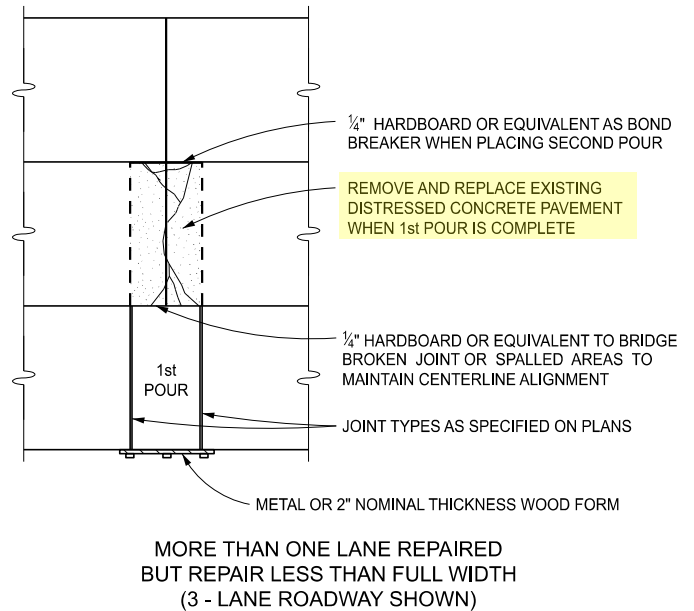 ¼" HARDBOARD OR EQUIVALENT AS BOND
BREAKER WHEN PLACING SECOND POUR
REMOVE AND REPLACE EXISTING
DISTRESSED CONCRETE PAVEMENT
WHEN 1st POUR IS COMPLETE
¼" HARDBOARD OR EQUIVALENT TO BRIDGE
BROKEN JOINT OR SPALLED AREAS TO
MAINTAIN CENTERLINE ALIGNMENT
1st
POUR
JOINT TYPES AS SPECIFIED ON PLANS
METAL OR 2" NOMINAL THICKNESS WOOD FORM
MORE THAN ONE LANE REPAIRED
BUT REPAIR LESS THAN FULL WIDTH
(3 - LANE ROADWAY SHOWN)